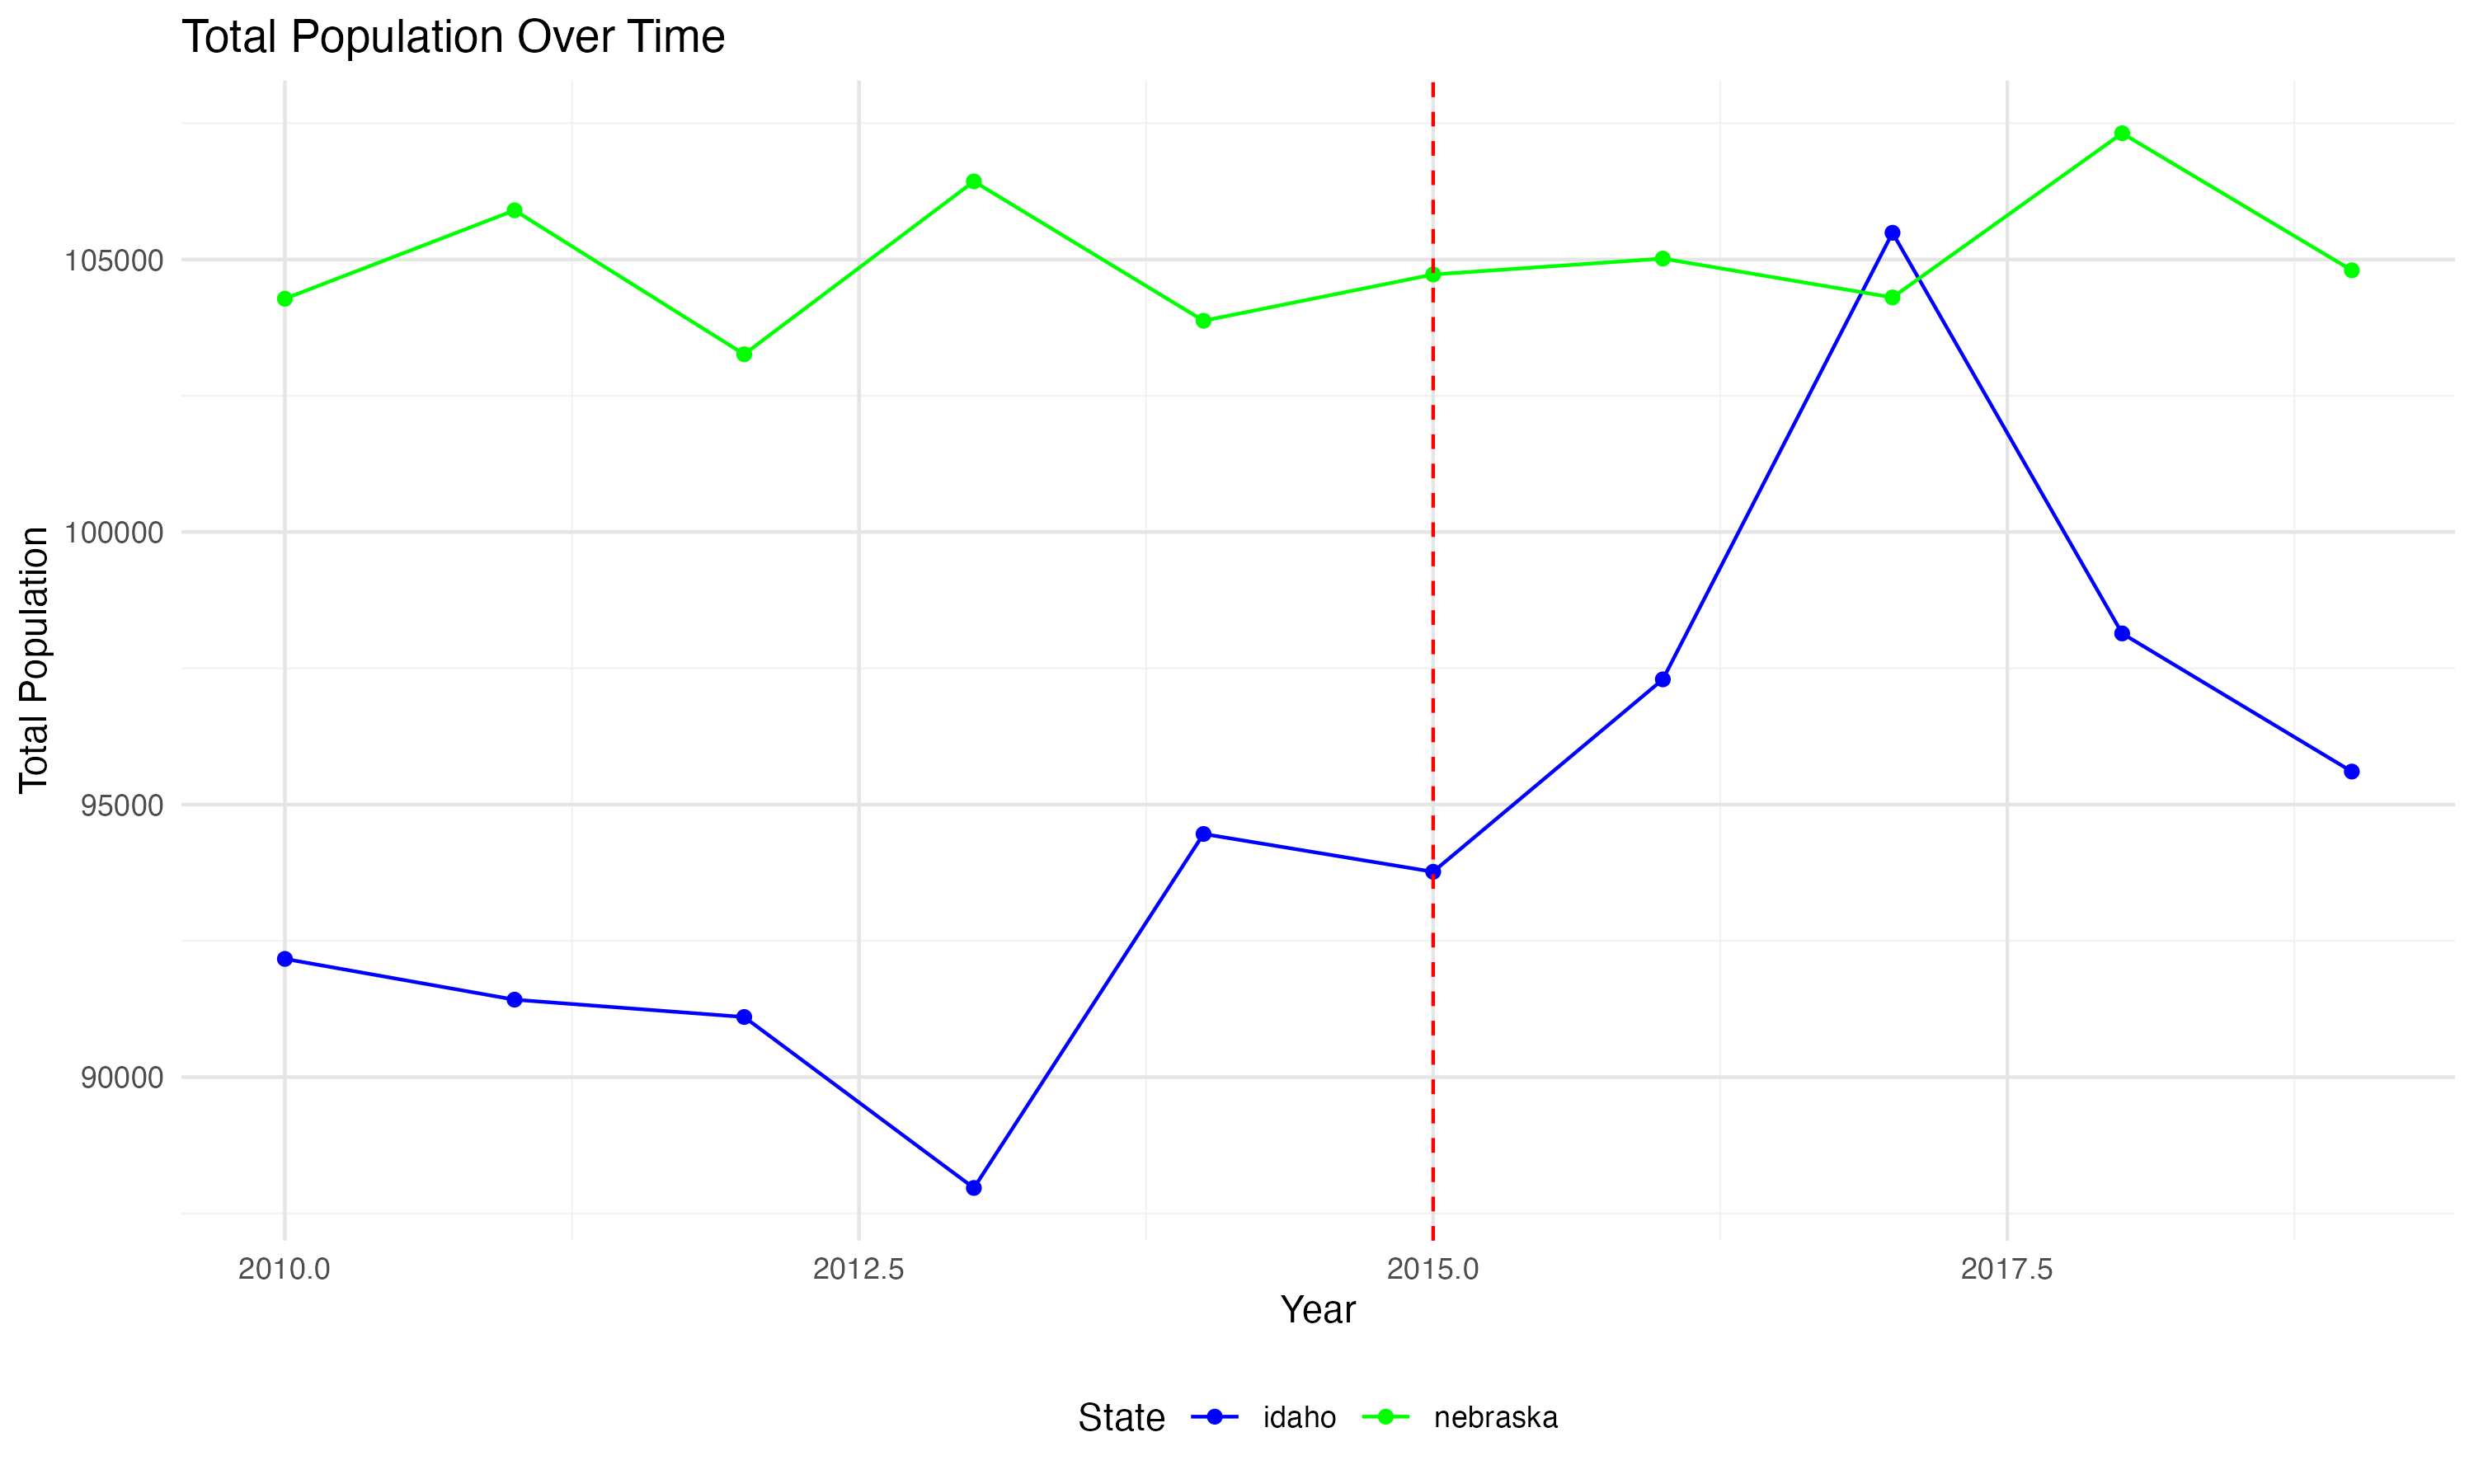 Total Population Over Time
Total Population
105000
100000
95000
90000
2010.0 2012.5 2015.0 2017.5
Year
State idaho nebraska